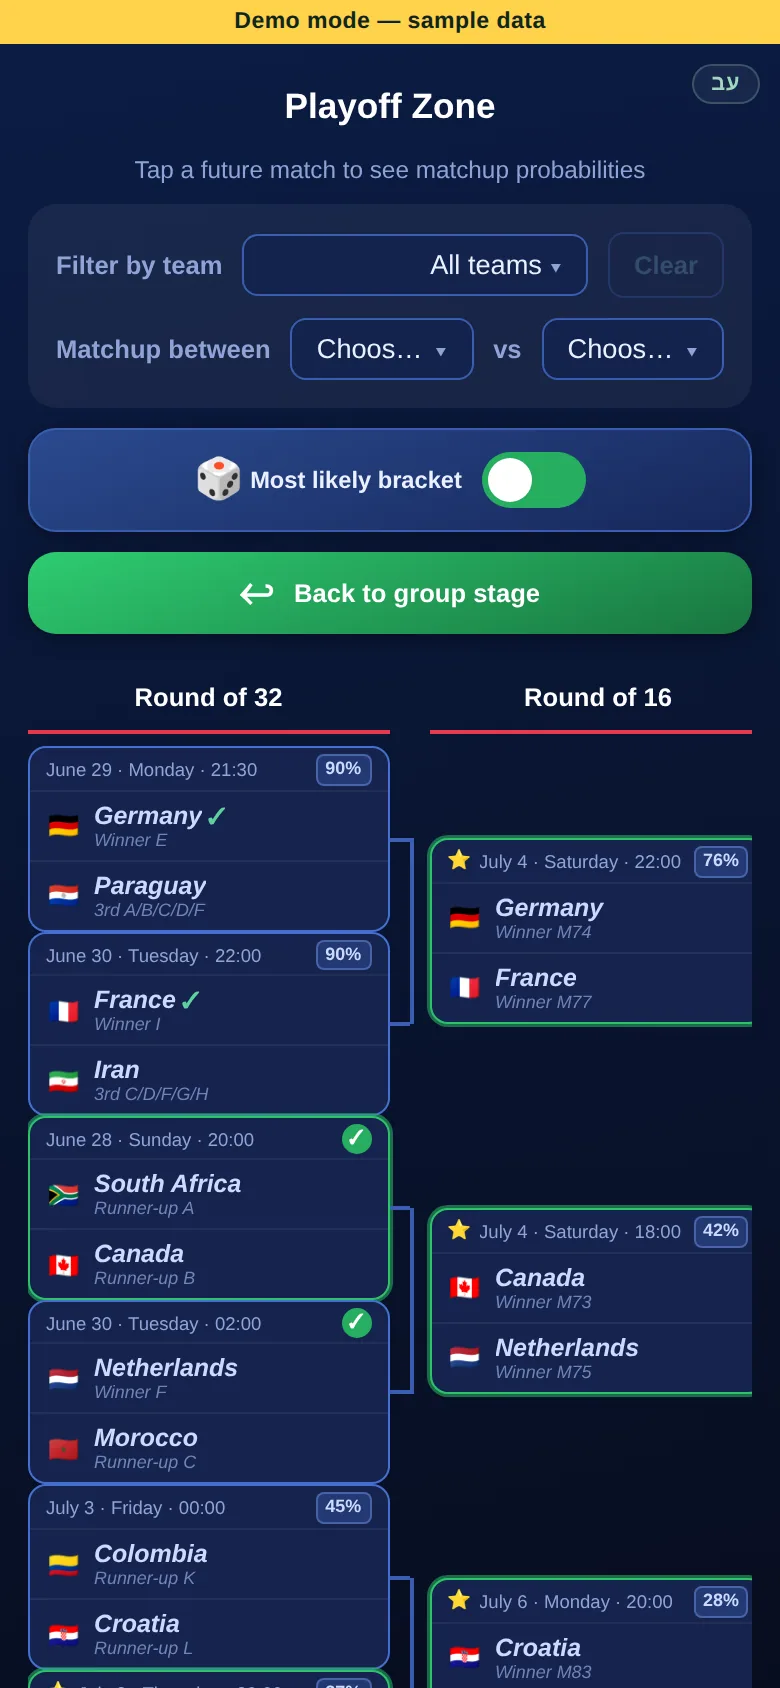 Demo mode — sample data
עב
Playoff Zone
Tap a future match to see matchup probabilities
Filter by team All teams ▾ Clear
Matchup between Choos… ▾ vs Choos… ▾
Most likely bracket
↩ Back to group stage
Round of 32
June 29 · Monday · 21:30 90%
Germany ✓
Winner E
Paraguay
3rd A/B/C/D/F
June 30 · Tuesday · 22:00 90%
France ✓
Winner I
Iran
3rd C/D/F/G/H
June 28 · Sunday · 20:00 ✓
South Africa
Runner-up A
Canada
Runner-up B
June 30 · Tuesday · 02:00 ✓
Netherlands
Winner F
Morocco
Runner-up C
July 3 · Friday · 00:00 45%
Colombia
Runner-up K
Croatia
Runner-up L
Round of 16
⭐ July 4 · Saturday · 22:00 76%
Germany
Winner M74
France
Winner M77
⭐ July 4 · Saturday · 18:00 42%
Canada
Winner M73
Netherlands
Winner M75
⭐ July 6 · Monday · 20:00 28%
Croatia
Winner M83